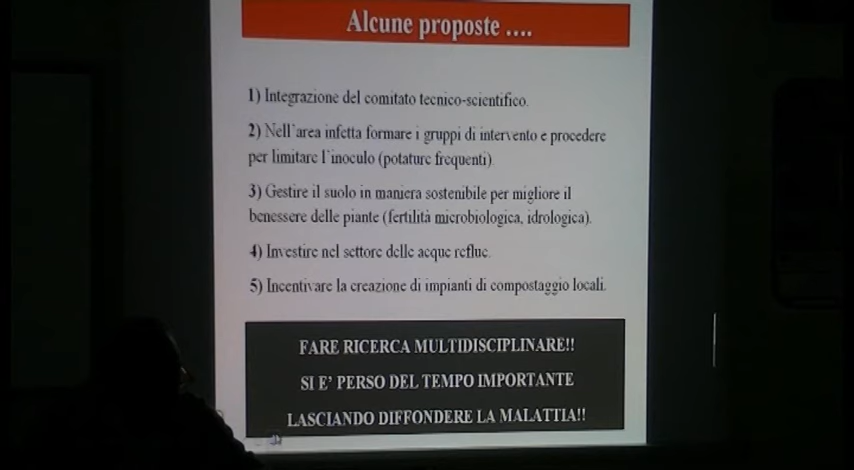 Alcune proposte ....
1) Integrazione del comitato tecnico-scientifico.
2) Nell'area infetta formare i gruppi di intervento e procedere
per limitare l'inoculo (potature frequenti)
3) Gestire il suolo in maniera sostenibile per migliore il
benessere delle piante (fertilità microbiologica, idrologica).
4) Investire nel settore delle acque reflue.
5) Incentivare la creazione di impianti di compostaggio locali.
FARE RICERCA MULTIDISCIPLINARE!!
SI E' PERSO DEL TEMPO IMPORTANTE
LASCIANDO DIFFONDERE LA MALATTIA!!